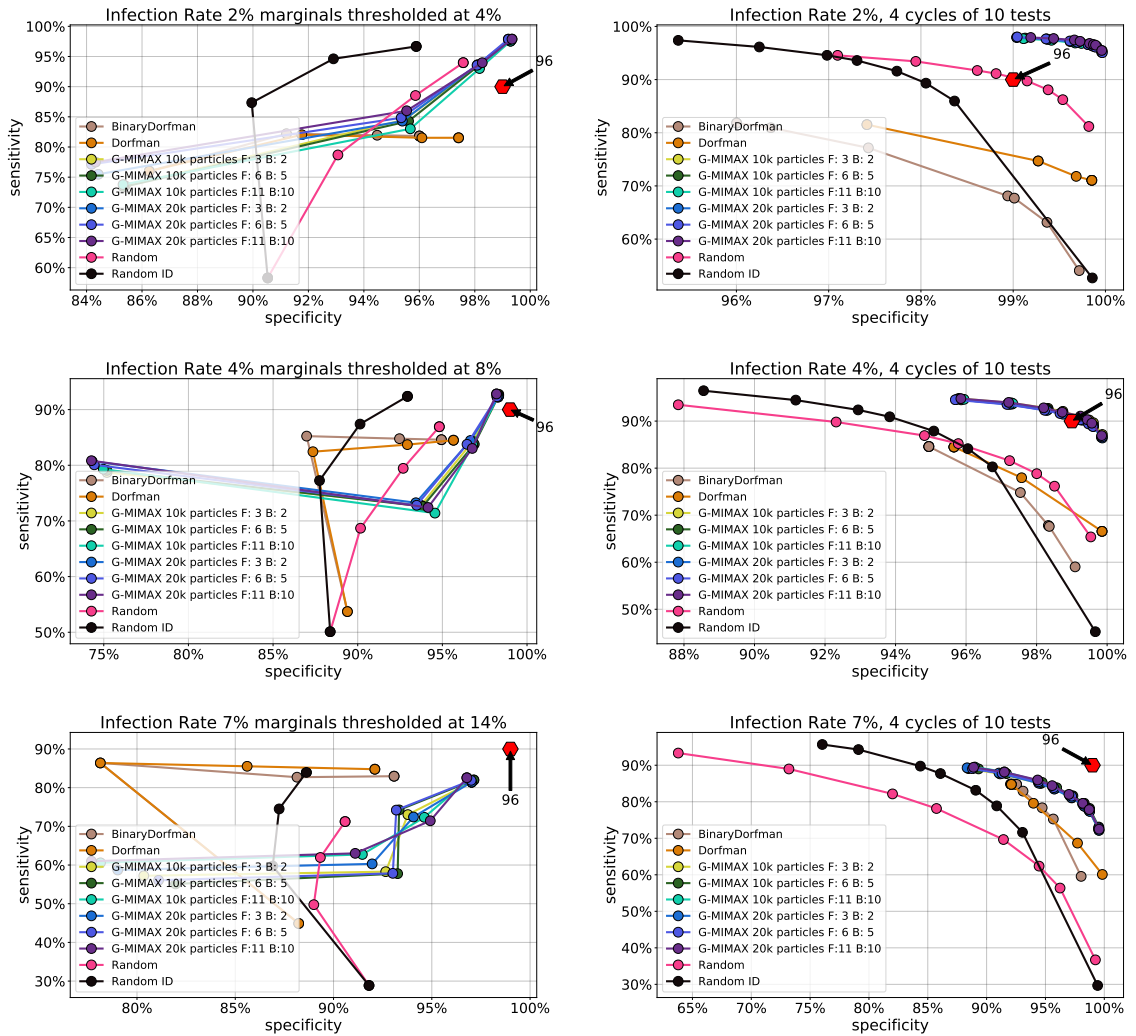 Infection Rate 2% marginals thresholded at 4%
100%
95%
90%
85%
80%
75%
70%
65%
60%
sensitivity
96
BinaryDorfman
Dorfman
G-MIMAX 10k particles F: 3 B: 2
G-MIMAX 10k particles F: 6 B: 5
G-MIMAX 10k particles F:11 B:10
G-MIMAX 20k particles F: 3 B: 2
G-MIMAX 20k particles F: 6 B: 5
G-MIMAX 20k particles F:11 B:10
Random
Random ID
84% 86% 88% 90% 92% 94% 96% 98% 100%
specificity
Infection Rate 2%, 4 cycles of 10 tests
100%
90%
80%
70%
60%
sensitivity
96
BinaryDorfman
Dorfman
G-MIMAX 10k particles F: 3 B: 2
G-MIMAX 10k particles F: 6 B: 5
G-MIMAX 10k particles F:11 B:10
G-MIMAX 20k particles F: 3 B: 2
G-MIMAX 20k particles F: 6 B: 5
G-MIMAX 20k particles F:11 B:10
Random
Random ID
96% 97% 98% 99% 100%
specificity
Infection Rate 4% marginals thresholded at 8%
90%
80%
70%
60%
50%
sensitivity
96
BinaryDorfman
Dorfman
G-MIMAX 10k particles F: 3 B: 2
G-MIMAX 10k particles F: 6 B: 5
G-MIMAX 10k particles F:11 B:10
G-MIMAX 20k particles F: 3 B: 2
G-MIMAX 20k particles F: 6 B: 5
G-MIMAX 20k particles F:11 B:10
Random
Random ID
75% 80% 85% 90% 95% 100%
specificity
Infection Rate 4%, 4 cycles of 10 tests
90%
80%
70%
60%
50%
sensitivity
96
BinaryDorfman
Dorfman
G-MIMAX 10k particles F: 3 B: 2
G-MIMAX 10k particles F: 6 B: 5
G-MIMAX 10k particles F:11 B:10
G-MIMAX 20k particles F: 3 B: 2
G-MIMAX 20k particles F: 6 B: 5
G-MIMAX 20k particles F:11 B:10
Random
Random ID
88% 90% 92% 94% 96% 98% 100%
specificity
Infection Rate 7% marginals thresholded at 14%
90%
80%
70%
60%
50%
40%
30%
sensitivity
96
BinaryDorfman
Dorfman
G-MIMAX 10k particles F: 3 B: 2
G-MIMAX 10k particles F: 6 B: 5
G-MIMAX 10k particles F:11 B:10
G-MIMAX 20k particles F: 3 B: 2
G-MIMAX 20k particles F: 6 B: 5
G-MIMAX 20k particles F:11 B:10
Random
Random ID
80% 85% 90% 95% 100%
specificity
Infection Rate 7%, 4 cycles of 10 tests
90%
80%
70%
60%
50%
40%
30%
sensitivity
96
BinaryDorfman
Dorfman
G-MIMAX 10k particles F: 3 B: 2
G-MIMAX 10k particles F: 6 B: 5
G-MIMAX 10k particles F:11 B:10
G-MIMAX 20k particles F: 3 B: 2
G-MIMAX 20k particles F: 6 B: 5
G-MIMAX 20k particles F:11 B:10
Random
Random ID
65% 70% 75% 80% 85% 90% 95% 100%
specificity